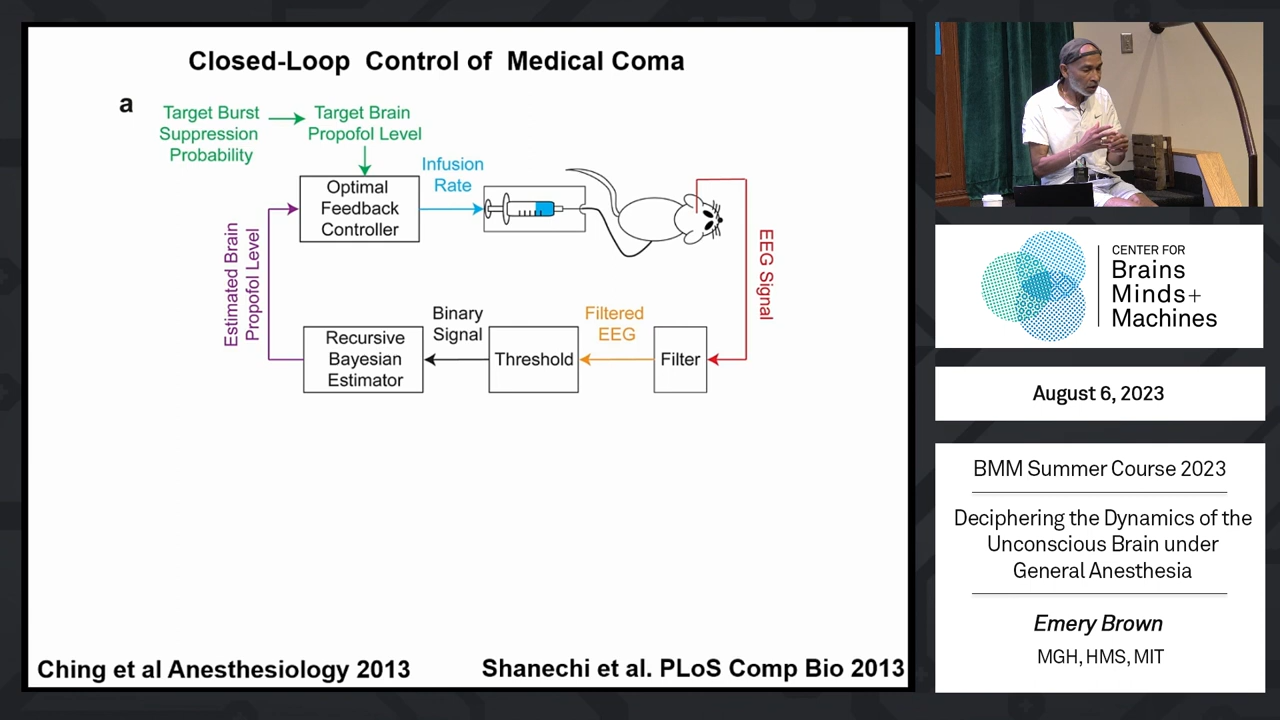 Closed-Loop Control of Medical Coma
a
Target Burst
Suppression
Probability
Target Brain
Propofol Level
Infusion
Rate
Optimal
Feedback
Controller
Estimated Brain
Propofol Level
EEG Signal
Recursive
Bayesian
Estimator
Binary
Signal
Threshold
Filtered
EEG
Filter
Ching et al Anesthesiology 2013
Shanechi et al. PLoS Comp Bio 2013
CENTER FOR
Brains
Minds+
Machines
August 6, 2023
BMM Summer Course 2023
Deciphering the Dynamics of the
Unconscious Brain under
General Anesthesia
Emery Brown
MGH, HMS, MIT